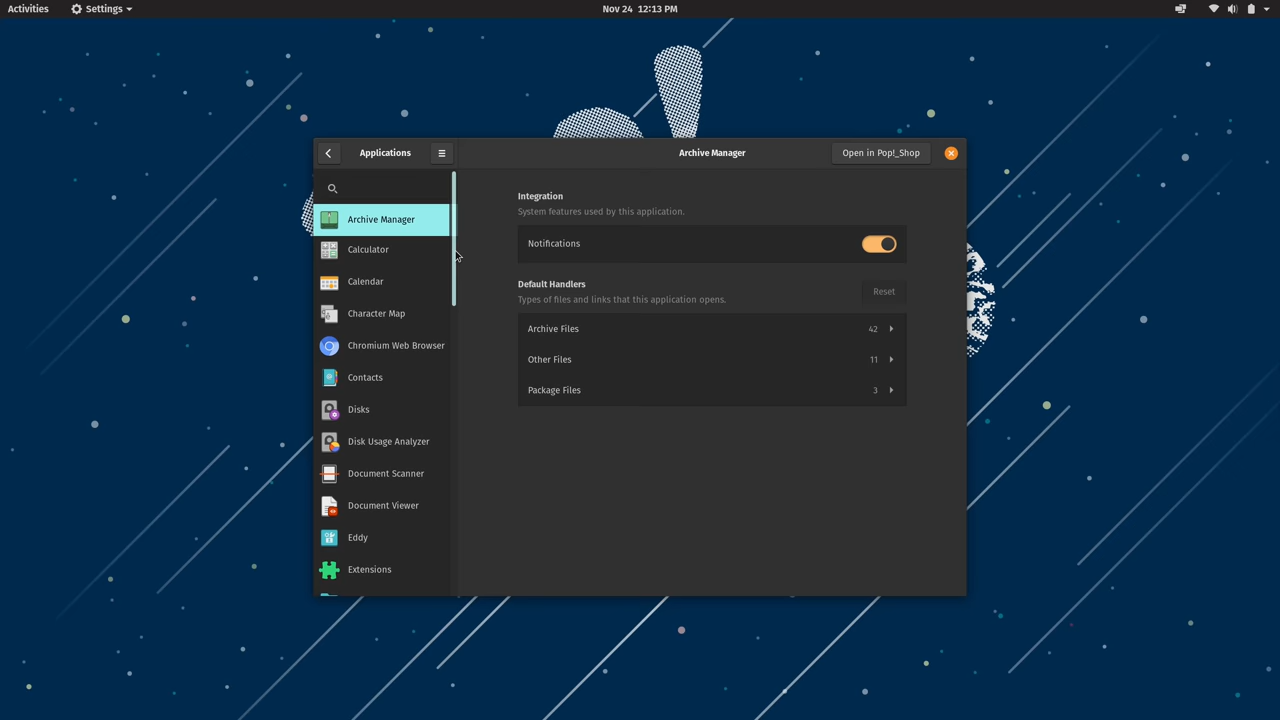 Activities Settings Nov 24 12:13 PM
Applications Archive Manager Open in Pop!_Shop
Archive Manager
Calculator
Calendar
Character Map
Chromium Web Browser
Contacts
Disks
Disk Usage Analyzer
Document Scanner
Document Viewer
Eddy
Extensions
Integration
System features used by this application.
Notifications
Default Handlers
Types of files and links that this application opens.
Reset
Archive Files 42
Other Files 11
Package Files 3